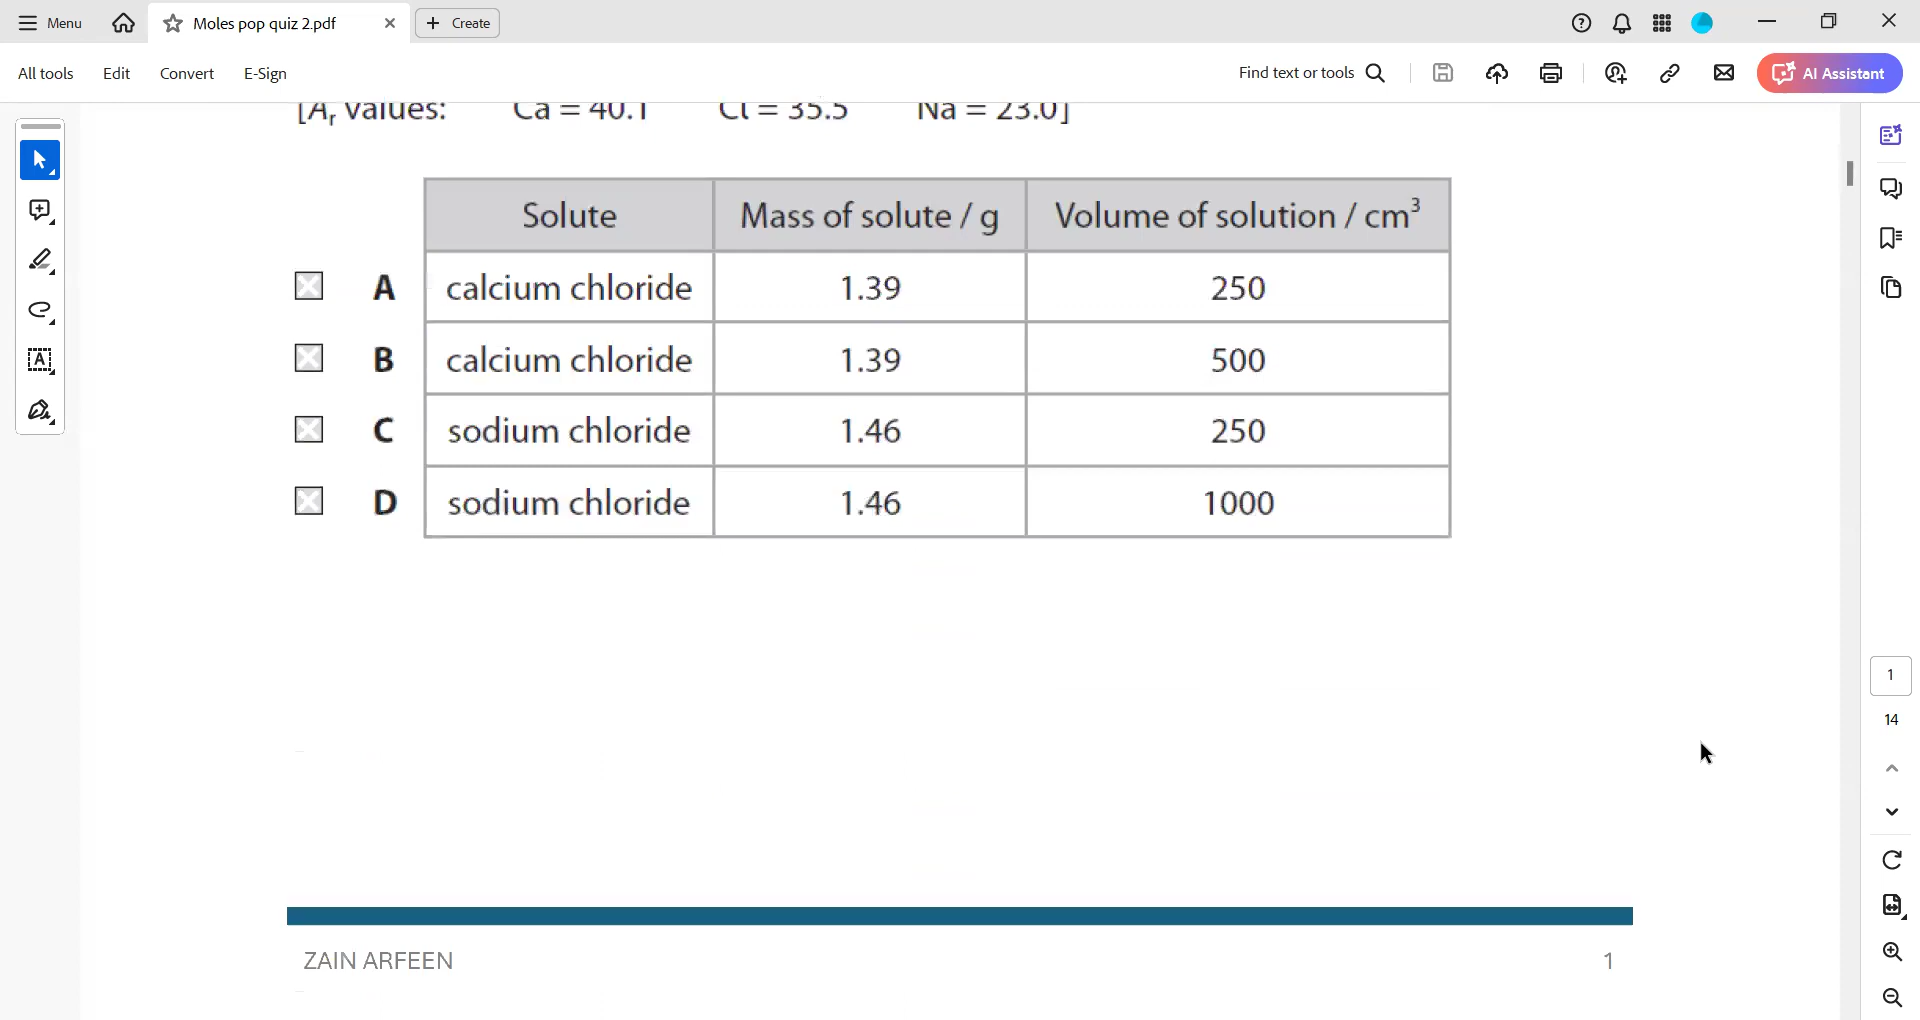 Menu
Moles pop quiz 2.pdf
Create
All tools Edit Convert E-Sign
Find text or tools
AI Assistant
[Ar values: Ca = 40.1 Cl = 35.5 Na = 23.0]
Solute Mass of solute / g Volume of solution / cm³
A calcium chloride 1.39 250
B calcium chloride 1.39 500
C sodium chloride 1.46 250
D sodium chloride 1.46 1000
1
14
ZAIN ARFEEN 1